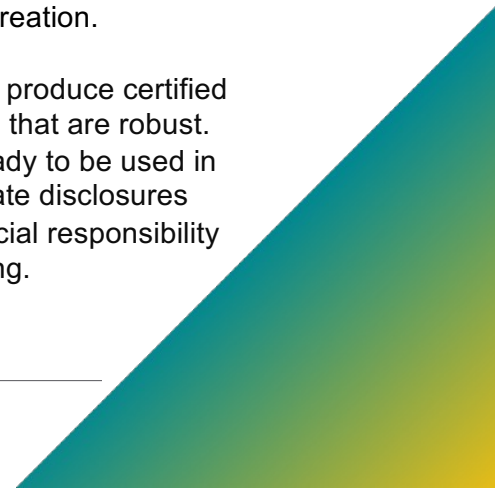 reation.
produce certified
that are robust.
ady to be used in
ate disclosures
cial responsibility
ng.